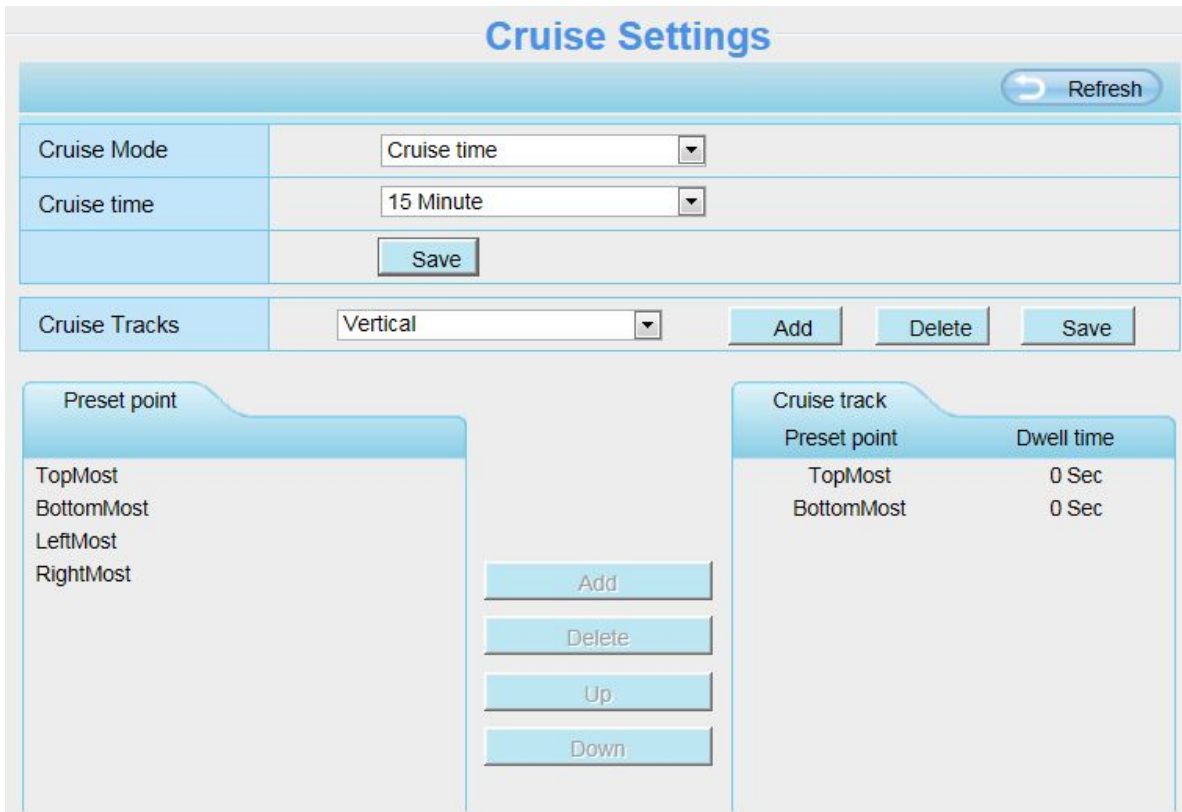 Cruise Settings
Refresh
Cruise Mode Cruise time
Cruise time 15 Minute
Save
Cruise Tracks Vertical Add Delete Save
Preset point
TopMost
BottomMost
LeftMost
RightMost
Add
Delete
Up
Down
Cruise track
Preset point Dwell time
TopMost 0 Sec
BottomMost 0 Sec